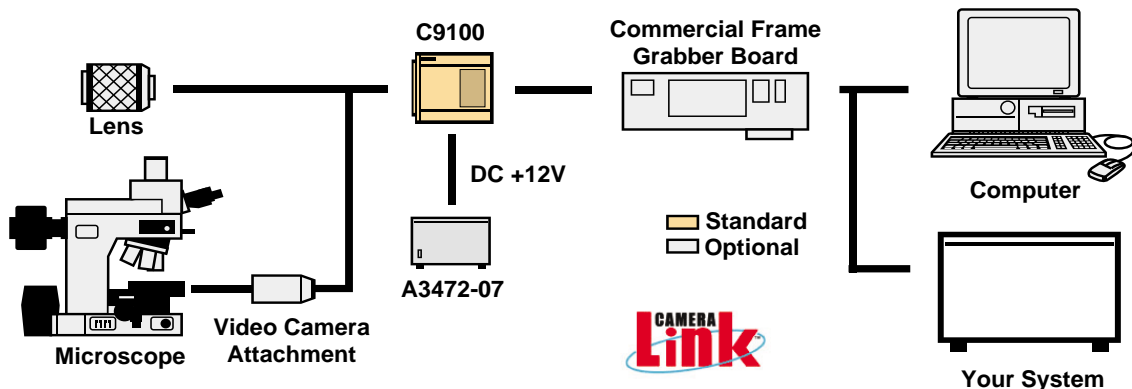 C9100
Commercial Frame
Grabber Board
Lens
DC +12V
Computer
Standard
Optional
A3472-07
Video Camera
Attachment
Microscope
CAMERA
Link
Your System